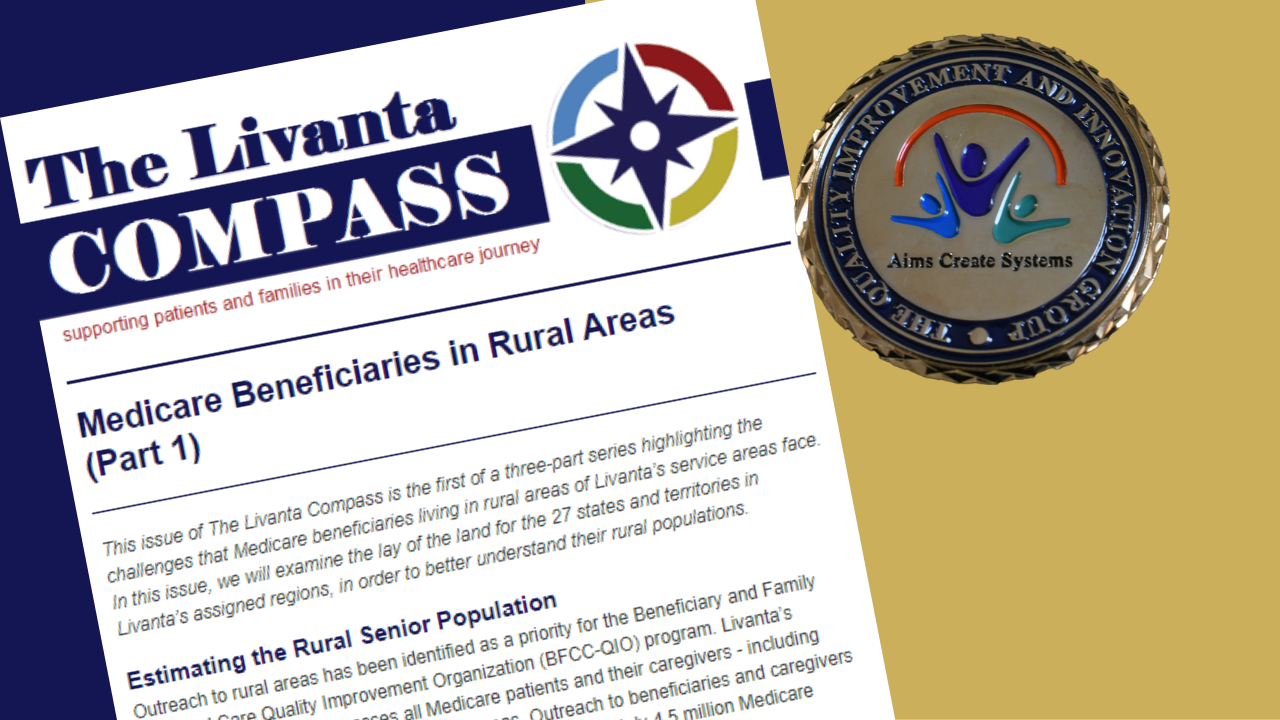 The Livanta
COMPASS
supporting patients and families in their healthcare journey
Medicare Beneficiaries in Rural Areas
(Part 1)
This issue of The Livanta Compass is the first of a three-part series highlighting the
challenges that Medicare beneficiaries living in rural areas of Livanta's service areas face.
In this issue, we will examine the lay of the land for the 27 states and territories in
Livanta's assigned regions, in order to better understand their rural populations.
Estimating the Rural Senior Population
Outreach to rural areas has been identified as a priority for the Beneficiary and Family
Care Quality Improvement Organization (BFCC-QIO) program. Livanta's
all Medicare patients and their caregivers - including
Outreach to beneficiaries and caregivers
4.5 million Medicare
THE QUALITY IMPROVEMENT AND INNOVATION GROUP
Aims Create Systems